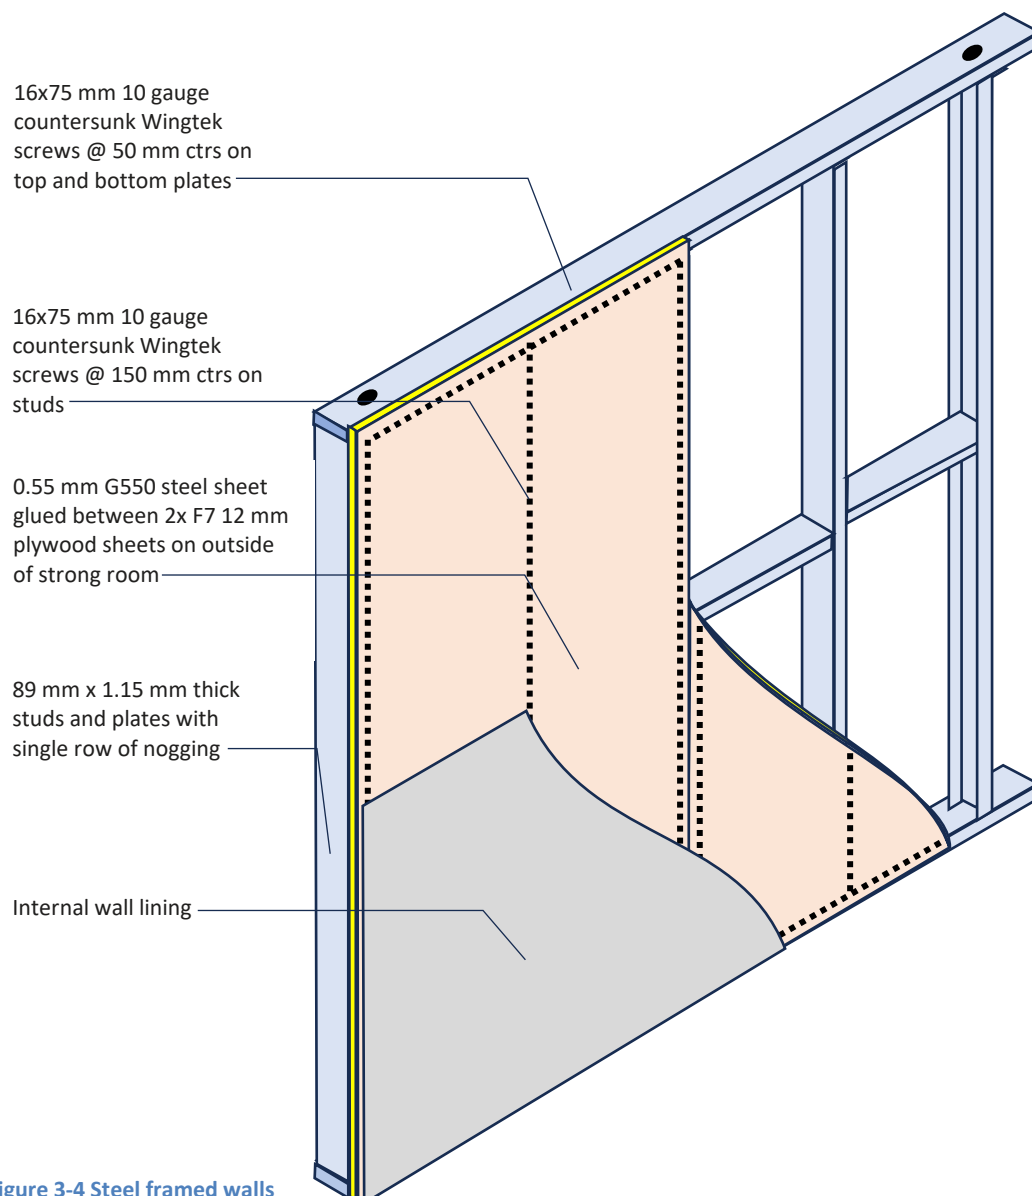 16x75 mm 10 gauge
countersunk Wingtek
screws @ 50 mm ctrs on
top and bottom plates
16x75 mm 10 gauge
countersunk Wingtek
screws @ 150 mm ctrs on
studs
0.55 mm G550 steel sheet
glued between 2x F7 12 mm
plywood sheets on outside
of strong room
89 mm x 1.15 mm thick
studs and plates with
single row of nogging
Internal wall lining
igure 3-4 Steel framed walls